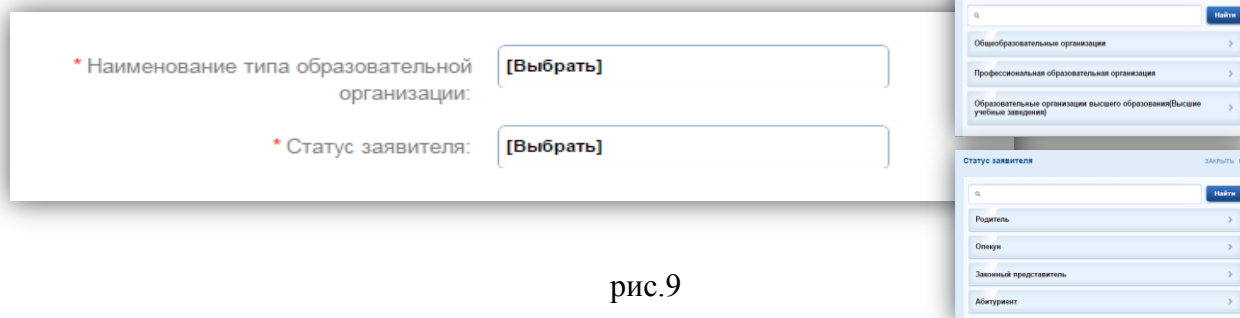 * Наименование типа образовательной
организации:
[Выбрать]
* Статус заявителя:
[Выбрать]
рис.9
Найти
Общеобразовательные организации
Профессиональная образовательная организация
Образовательные организации высшего образования(Высшие
учебные заведения)
Статус заявителя
ЗАКРЫТЬ
Найти
Родитель
Опекун
Законный представитель
Абитуриент